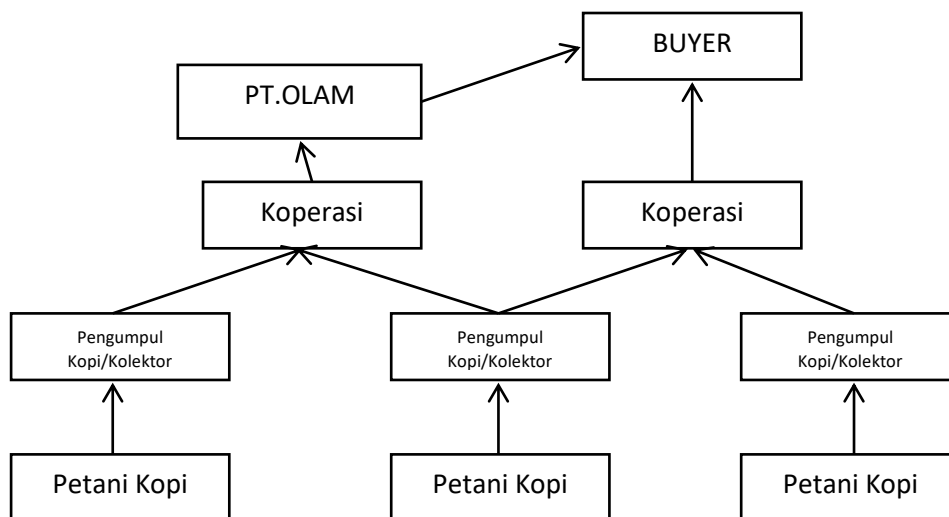 BUYER
PT.OLAM
Koperasi
Koperasi
Pengumpul
Kopi/Kolektor
Pengumpul
Kopi/Kolektor
Pengumpul
Kopi/Kolektor
Petani Kopi
Petani Kopi
Petani Kopi